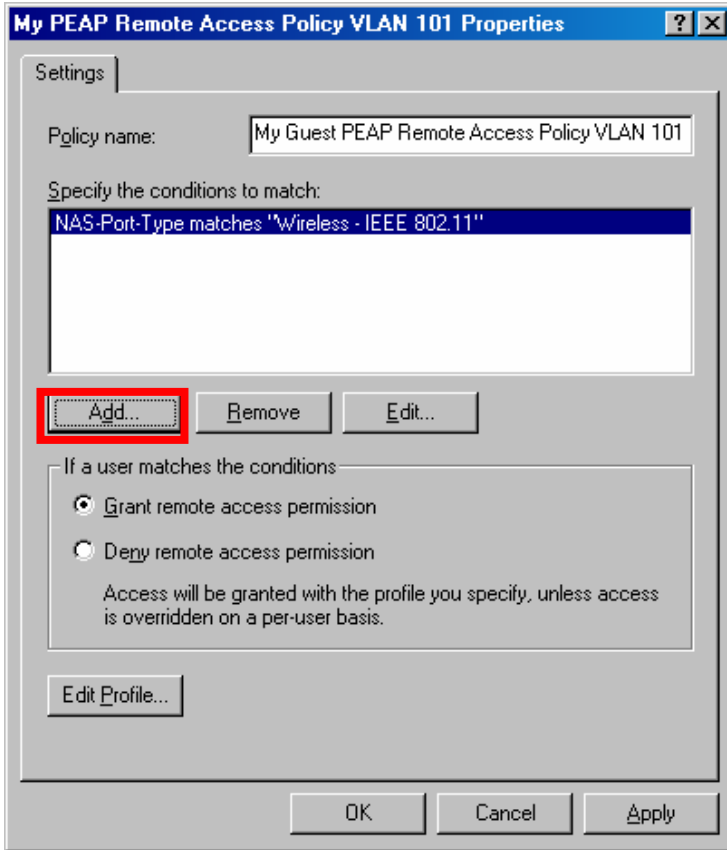 My PEAP Remote Access Policy VLAN 101 Properties
Settings
Policy name:
My Guest PEAP Remote Access Policy VLAN 101
Specify the conditions to match:
NAS-Port-Type matches "Wireless - IEEE 802.11"
Add...
Remove
Edit...
If a user matches the conditions
Grant remote access permission
Deny remote access permission
Access will be granted with the profile you specify, unless access
is overridden on a per-user basis.
Edit Profile...
OK
Cancel
Apply